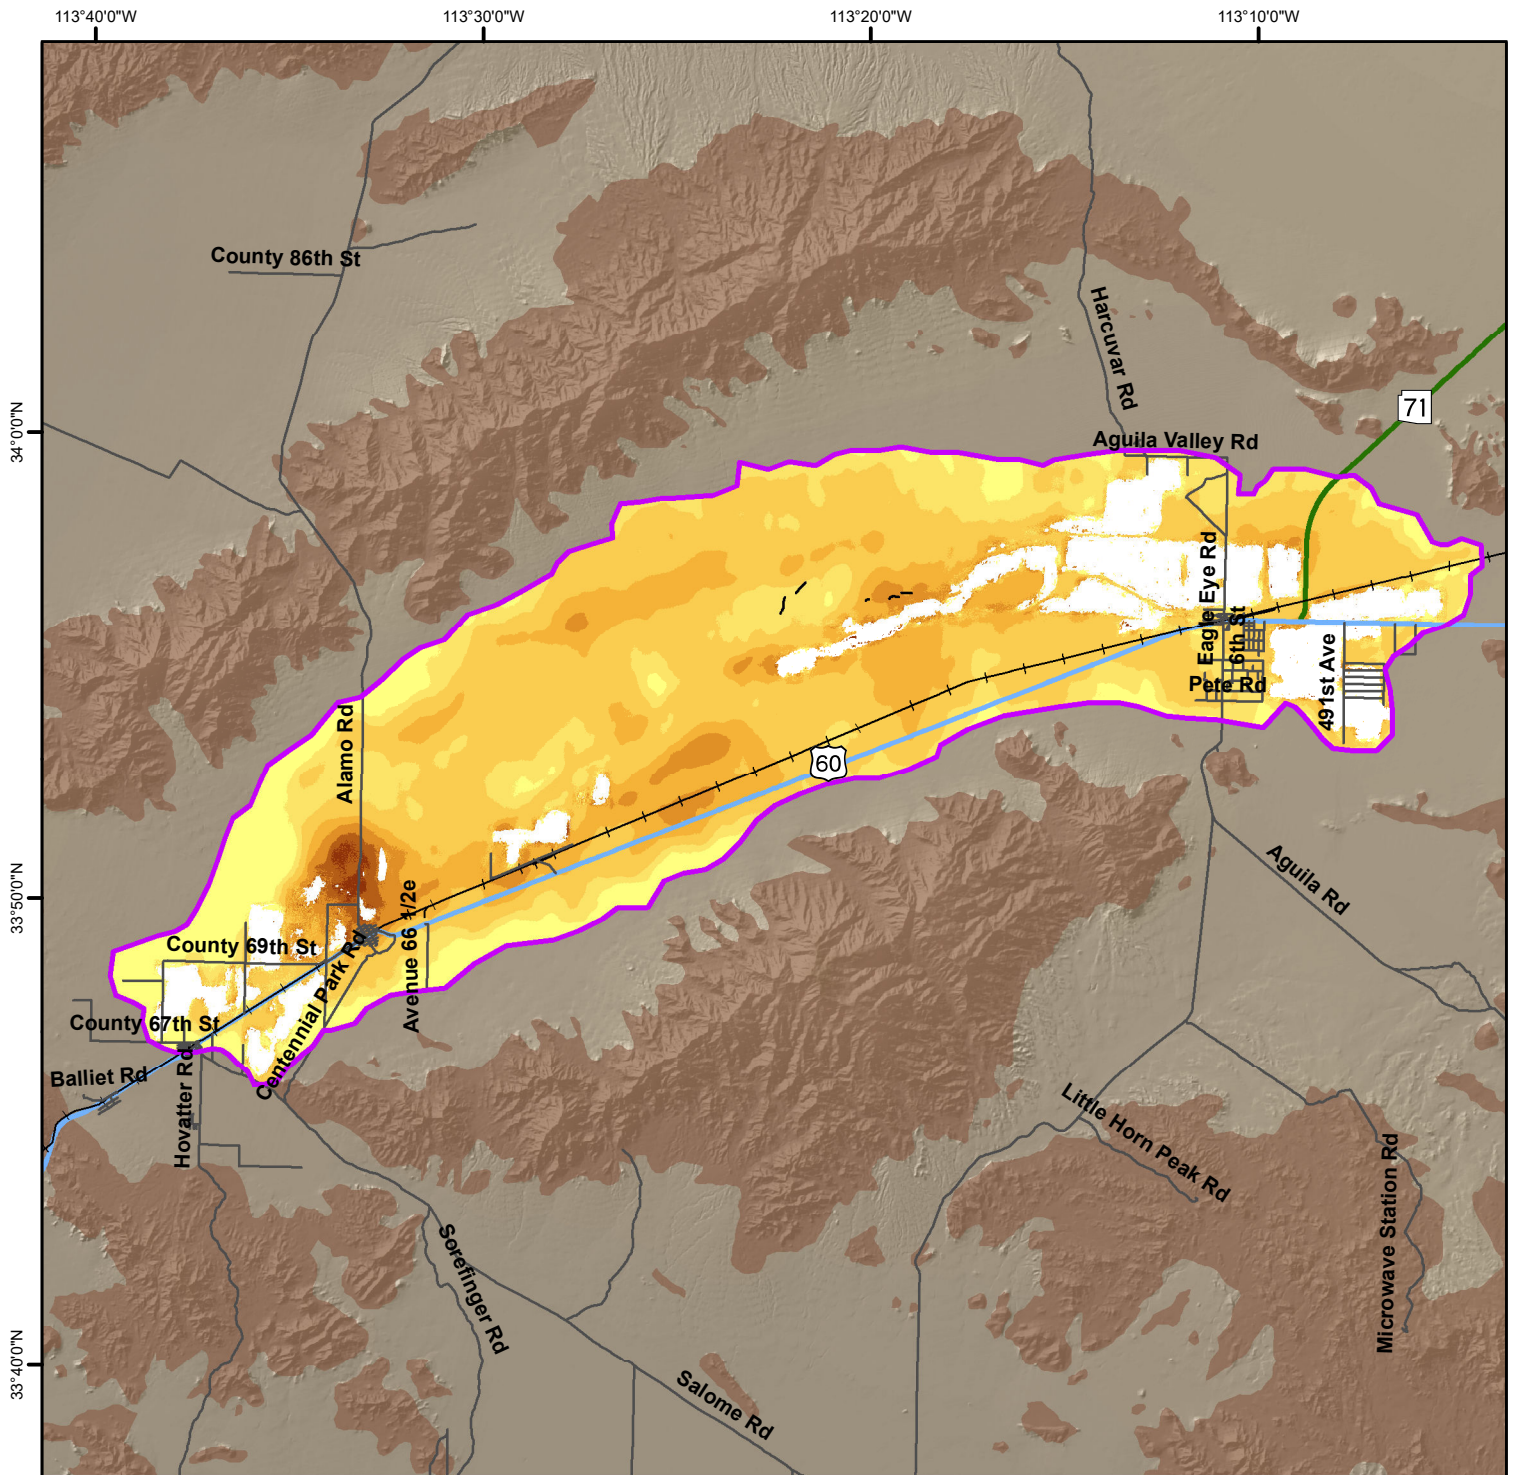 113°40'0"W
113°30'0"W
113°20'0"W
113°10'0"W
County 86th St
Harcuvar Rd
71
34°0'0"N
Aguila Valley Rd
Eagle Eye Rd
6th St
491st Ave
Pete Rd
Alamo Rd
60
33°50'0"N
Aguila Rd
Avenue 66 1/2e
County 69th St
Centennial Park Rd
County 67th St
Balliet Rd
Hovatter Rd
Little Horn Peak Rd
Microwave Station Rd
Sorefinger Rd
33°40'0"N
Salome Rd